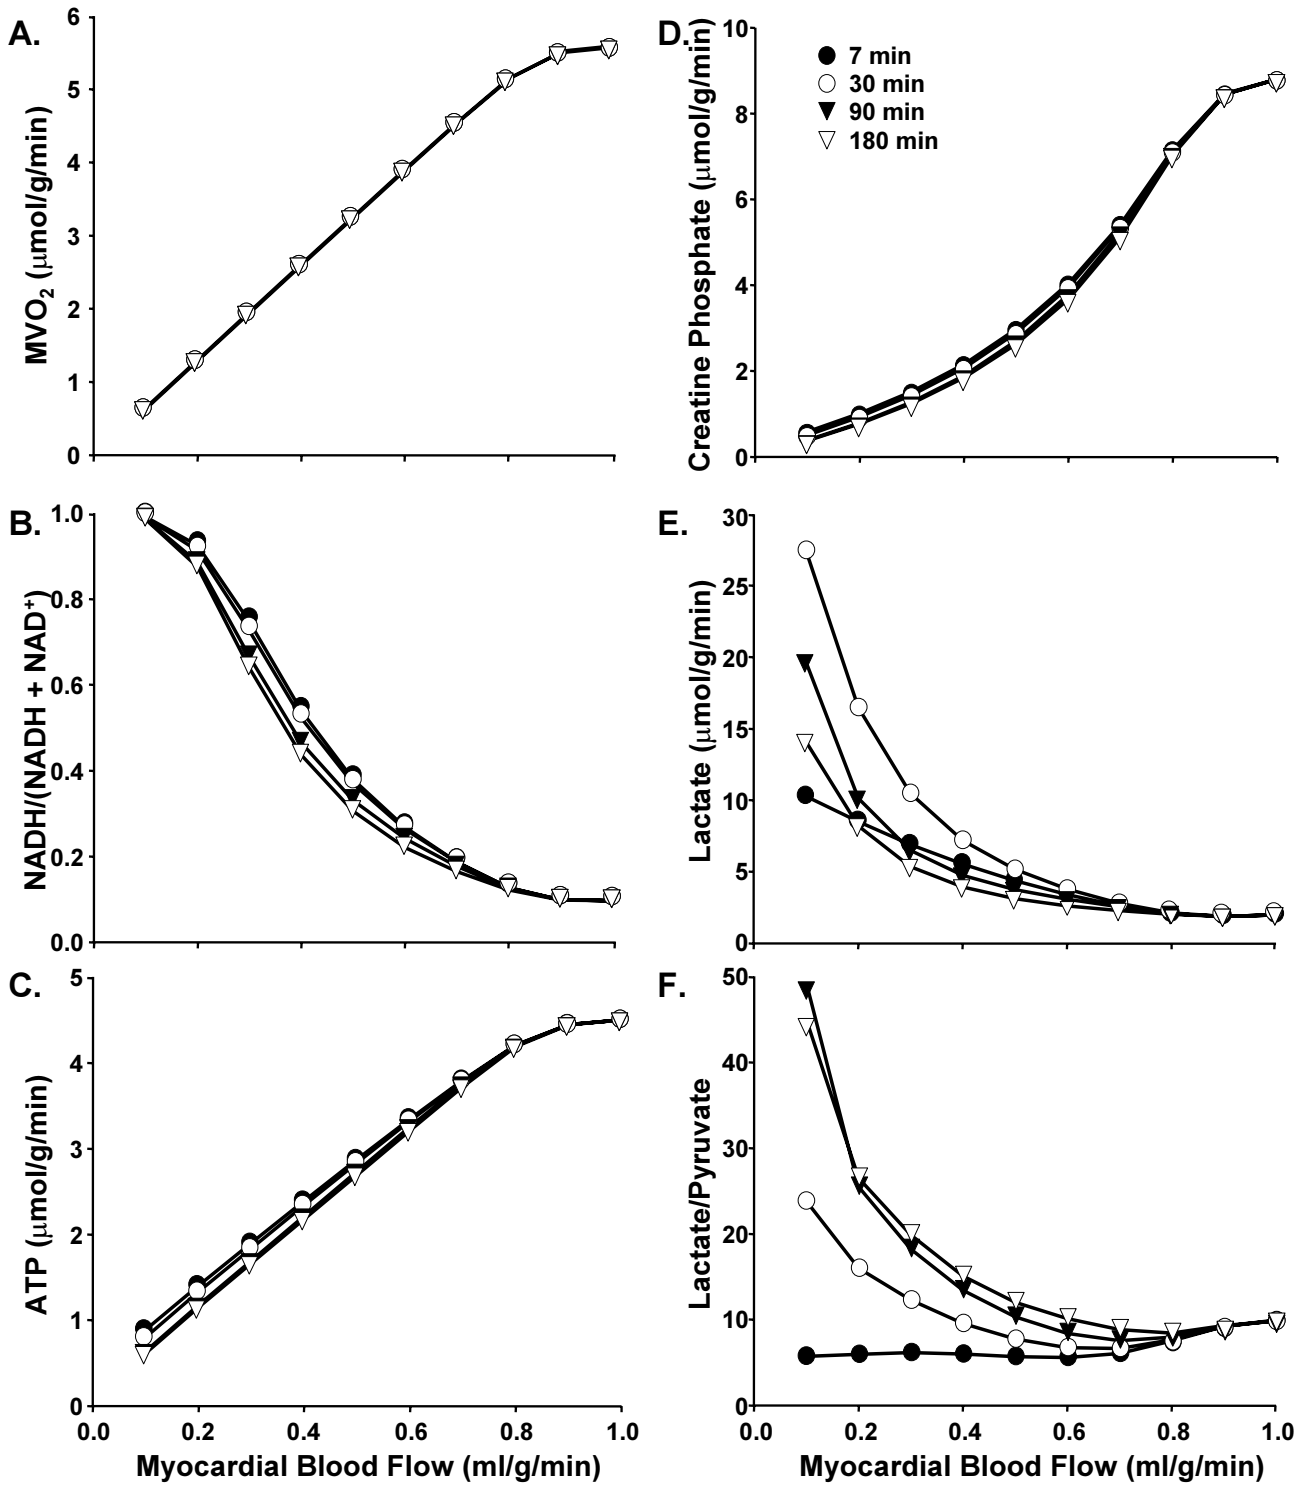 A.
MVO₂ (μmol/g/min)
6
5
4
3
2
1
0
D.
Creatine Phosphate (μmol/g/min)
10
8
6
4
2
0
7 min
30 min
90 min
180 min
B.
NADH/(NADH + NAD⁺)
1.0
0.8
0.6
0.4
0.2
0.0
E.
Lactate (μmol/g/min)
30
25
20
15
10
5
0
C.
ATP (μmol/g/min)
5
4
3
2
1
0
0.0 0.2 0.4 0.6 0.8 1.0
Myocardial Blood Flow (ml/g/min)
F.
Lactate/Pyruvate
50
40
30
20
10
0
0.0 0.2 0.4 0.6 0.8 1.0
Myocardial Blood Flow (ml/g/min)